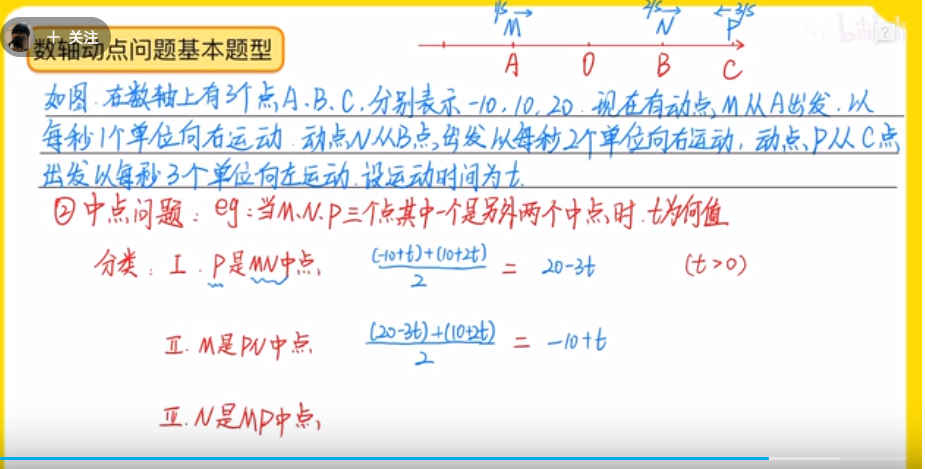 + 关注
数轴动点问题基本题型
1/s → 2/s → ← 3/s
M N P
A O B C
如图.在数轴上有3个点A、B、C,分别表示-10,10,20.现在有动点M从A出发,以
每秒1个单位向右运动.动点N从B点出发以每秒2个单位向右运动,动点P从C点
出发以每秒3个单位向左运动.设运动时间为t.
②中点问题:eg:当M、N、P三个点其中一个是另外两个中点时.t为何值
分类:Ⅰ.P是MN中点, ((-10+t)+(10+2t))/2 = 20-3t (t>0)
Ⅱ.M是PN中点, ((20-3t)+(10+2t))/2 = -10+t
Ⅲ.N是MP中点,